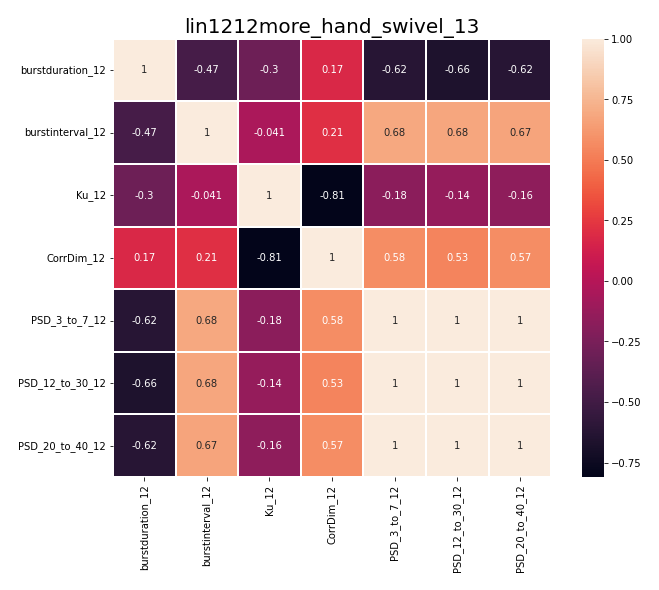 lin1212more_hand_swivel_13
burstduration_12 1 -0.47 -0.3 0.17 -0.62 -0.66 -0.62
burstinterval_12 -0.47 1 -0.041 0.21 0.68 0.68 0.67
Ku_12 -0.3 -0.041 1 -0.81 -0.18 -0.14 -0.16
CorrDim_12 0.17 0.21 -0.81 1 0.58 0.53 0.57
PSD_3_to_7_12 -0.62 0.68 -0.18 0.58 1 1 1
PSD_12_to_30_12 -0.66 0.68 -0.14 0.53 1 1 1
PSD_20_to_40_12 -0.62 0.67 -0.16 0.57 1 1 1
burstduration_12
burstinterval_12
Ku_12
CorrDim_12
PSD_3_to_7_12
PSD_12_to_30_12
PSD_20_to_40_12
1.00
0.75
0.50
0.25
0.00
−0.25
−0.50
−0.75